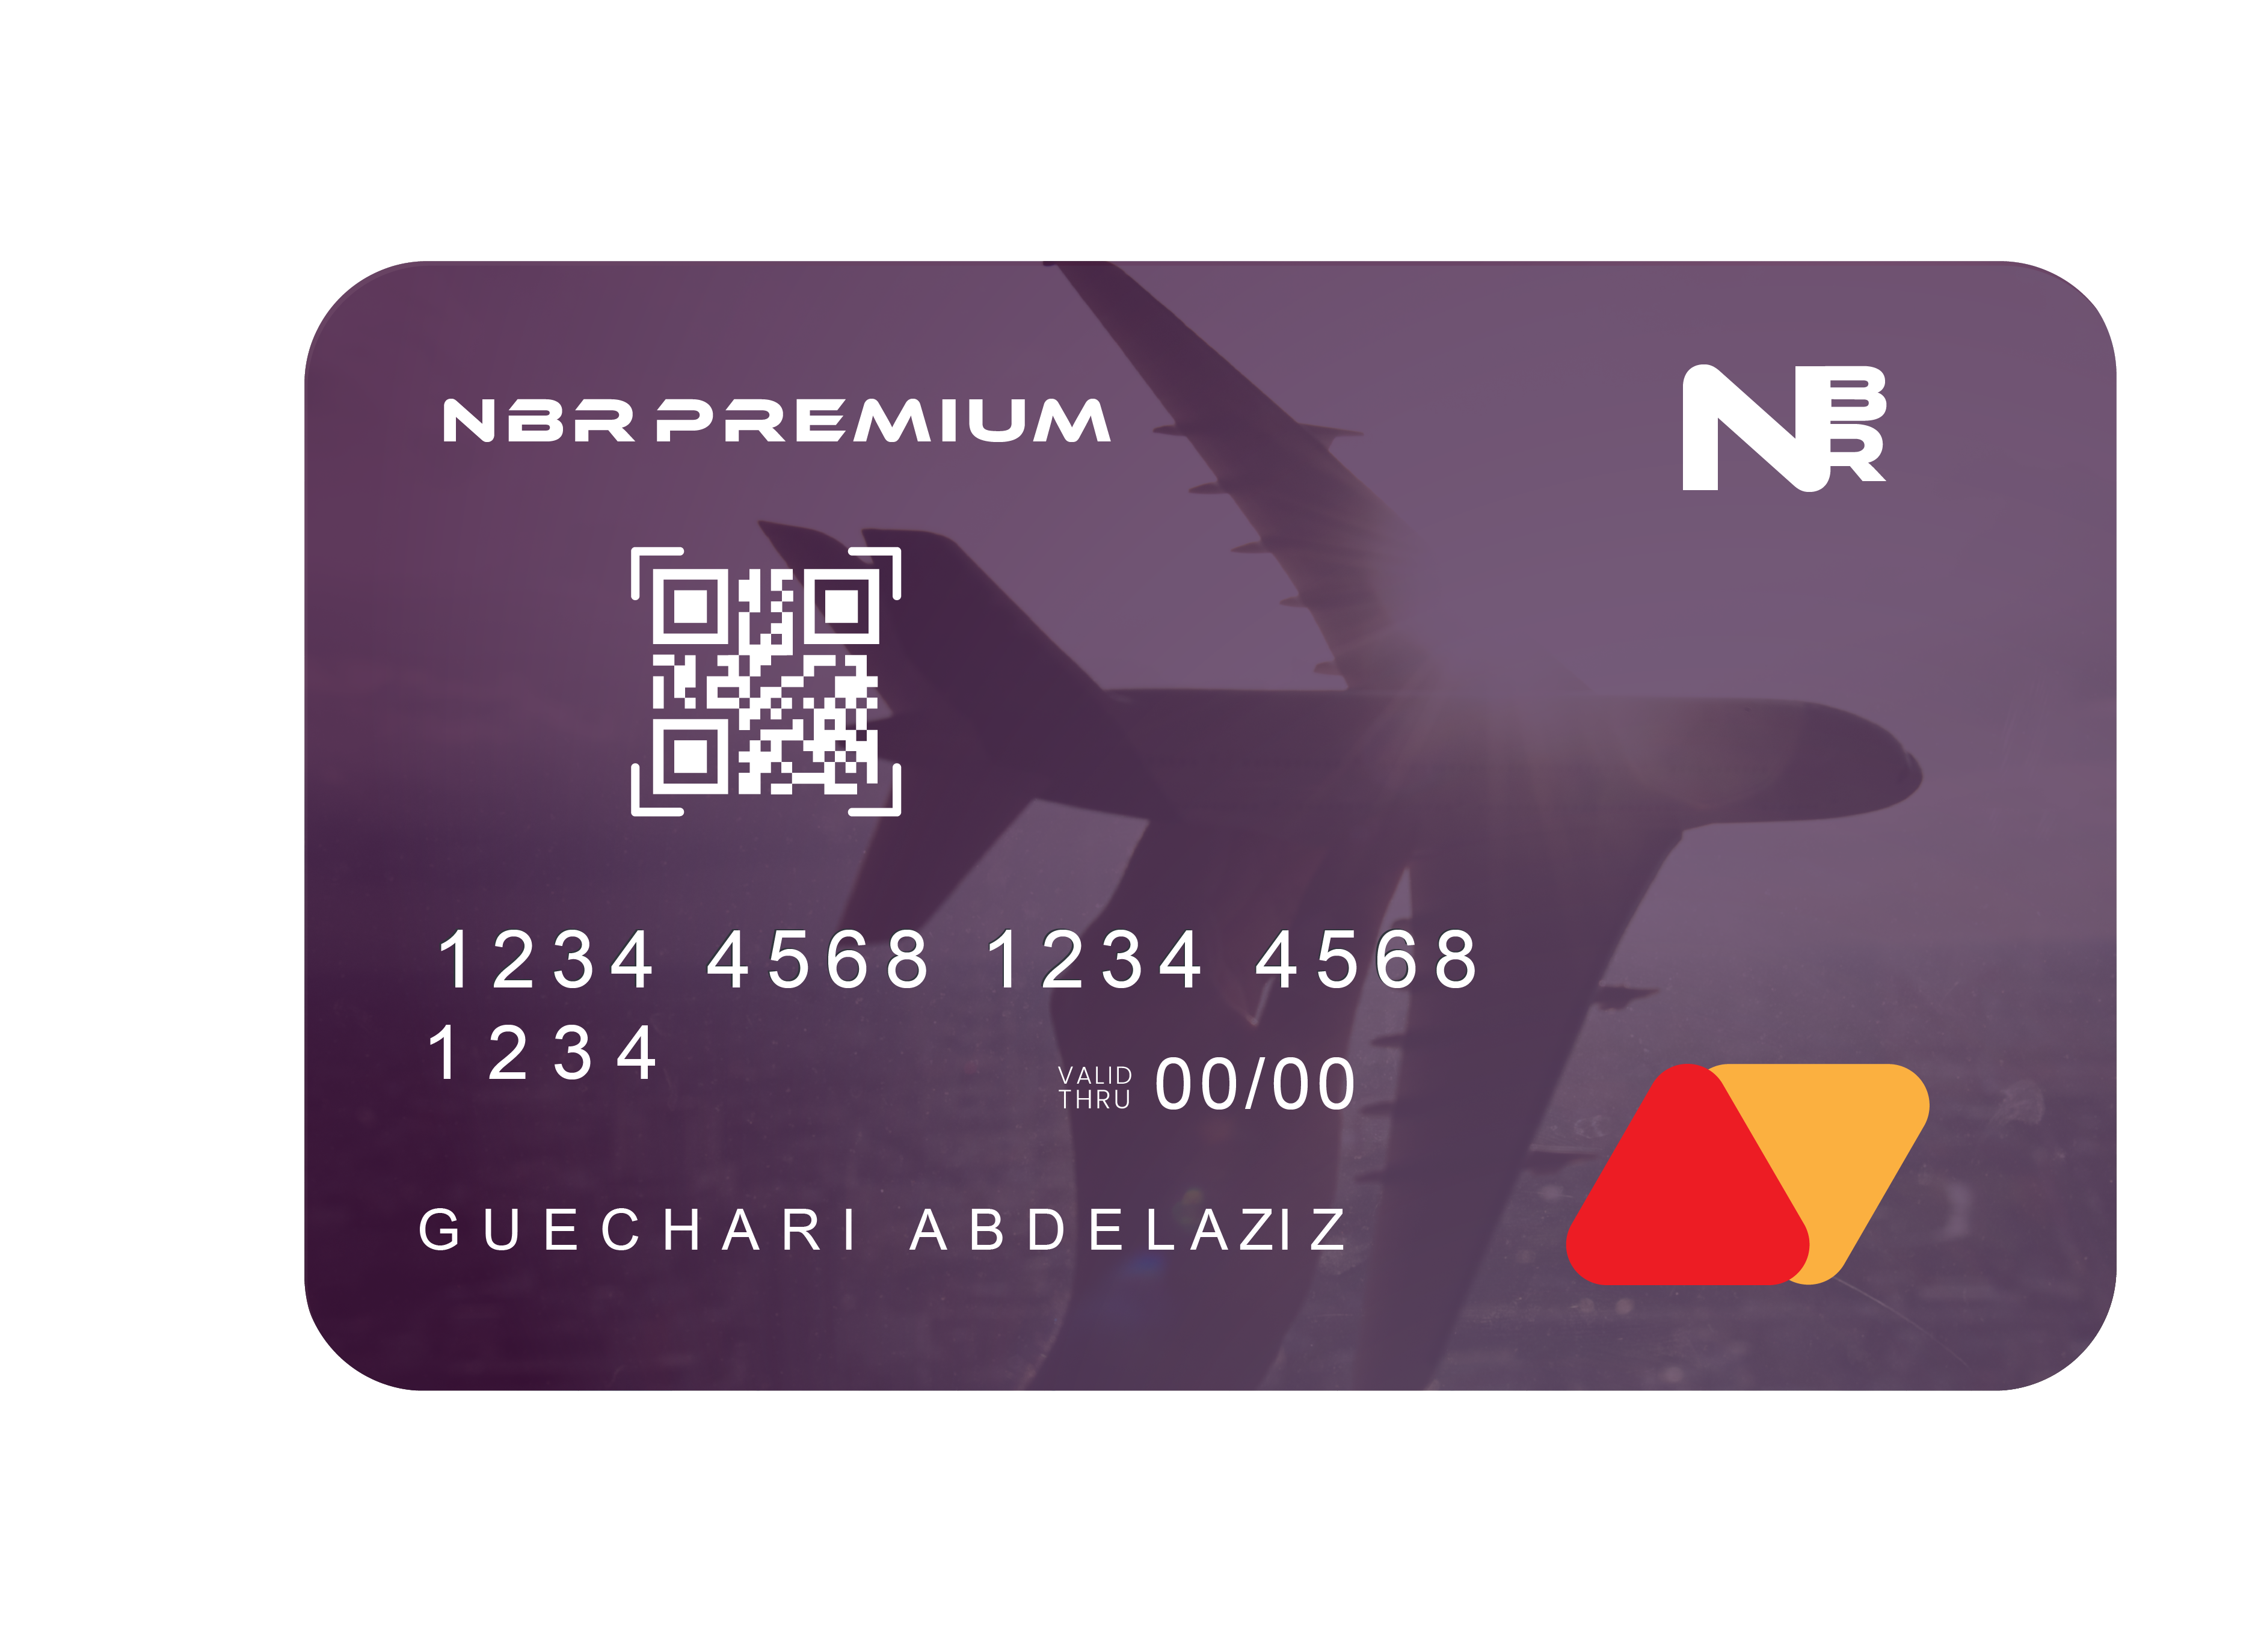 NBR PREMIUM
NBR
1234 4568 1234 4568
1234
VALID THRU 00/00
GUECHARI ABDELAZIZ